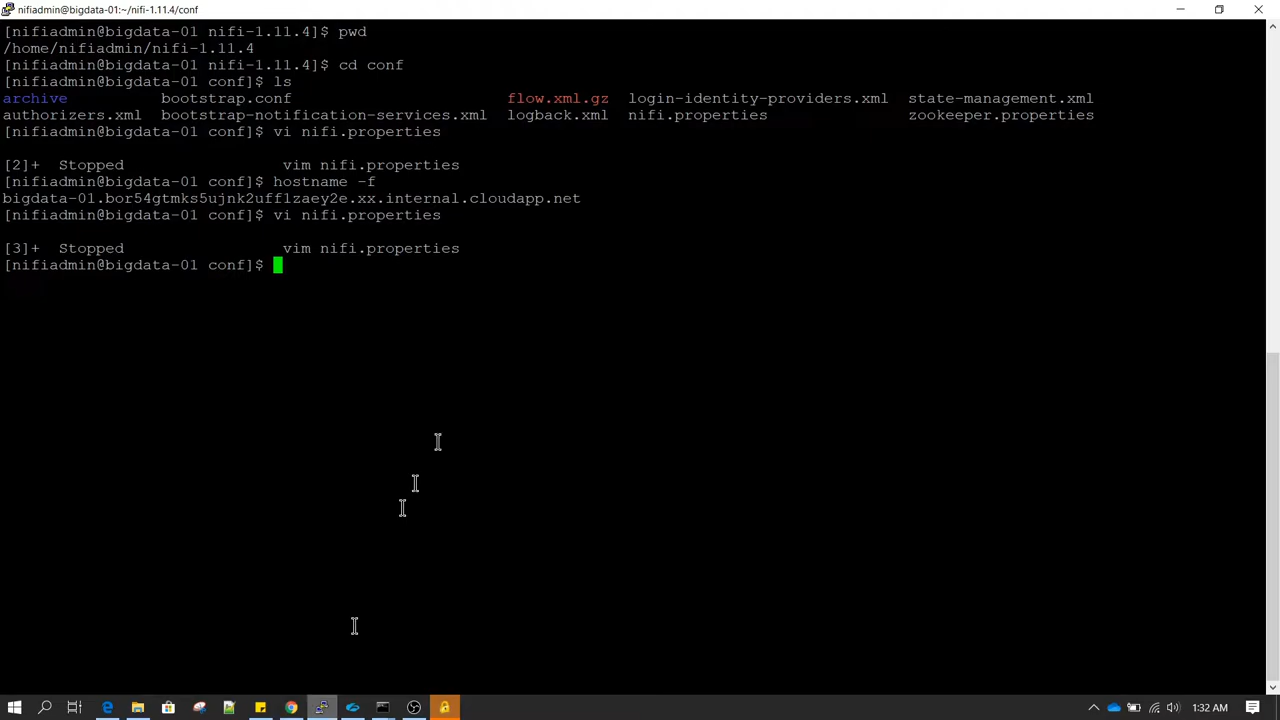 nifiadmin@bigdata-01:~/nifi-1.11.4/conf
[nifiadmin@bigdata-01 nifi-1.11.4]$ pwd
/home/nifiadmin/nifi-1.11.4
[nifiadmin@bigdata-01 nifi-1.11.4]$ cd conf
[nifiadmin@bigdata-01 conf]$ ls
archive bootstrap.conf flow.xml.gz login-identity-providers.xml state-management.xml
authorizers.xml bootstrap-notification-services.xml logback.xml nifi.properties zookeeper.properties
[nifiadmin@bigdata-01 conf]$ vi nifi.properties
[2]+ Stopped vim nifi.properties
[nifiadmin@bigdata-01 conf]$ hostname -f
bigdata-01.bor54gtmks5ujnk2uff1zaey2e.xx.internal.cloudapp.net
[nifiadmin@bigdata-01 conf]$ vi nifi.properties
[3]+ Stopped vim nifi.properties
[nifiadmin@bigdata-01 conf]$
1:32 AM